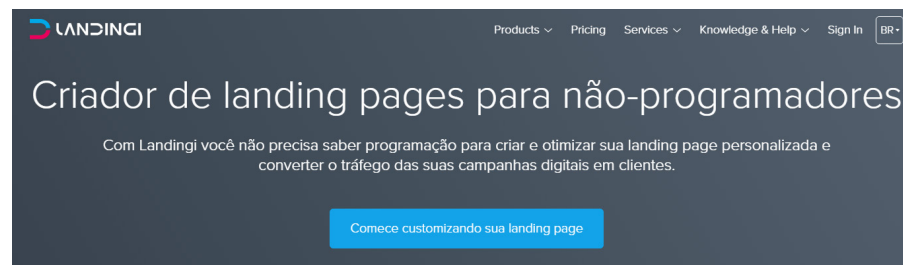 LANDINGI
Products Pricing Services Knowledge & Help Sign In BR
Criador de landing pages para não-programadores
Com Landingi você não precisa saber programação para criar e otimizar sua landing page personalizada e
converter o tráfego das suas campanhas digitais em clientes.
Comece customizando sua landing page